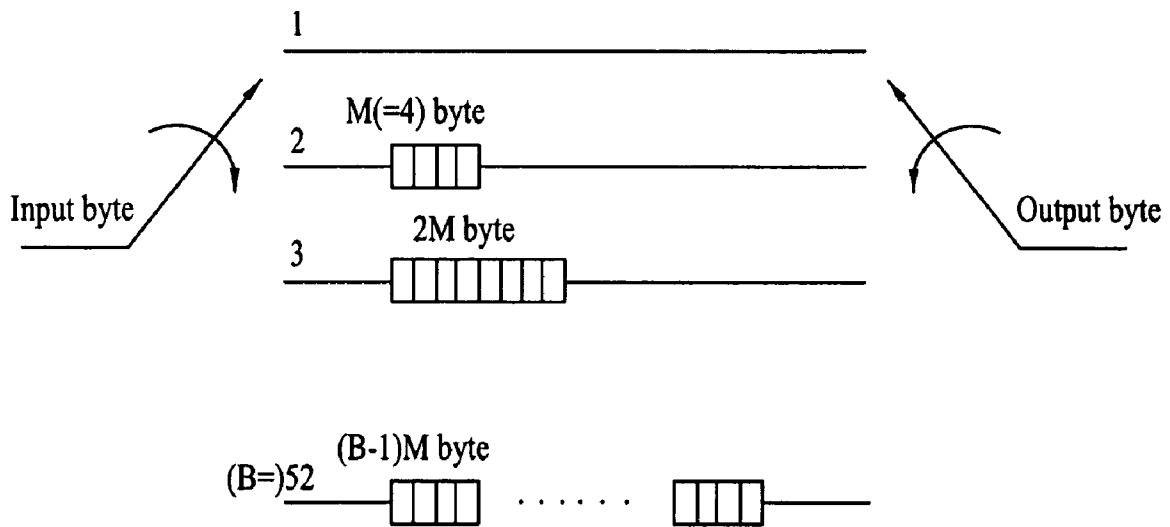 1
M(=4) byte
2
Input byte
Output byte
2M byte
3
(B-1)M byte
(B=)52